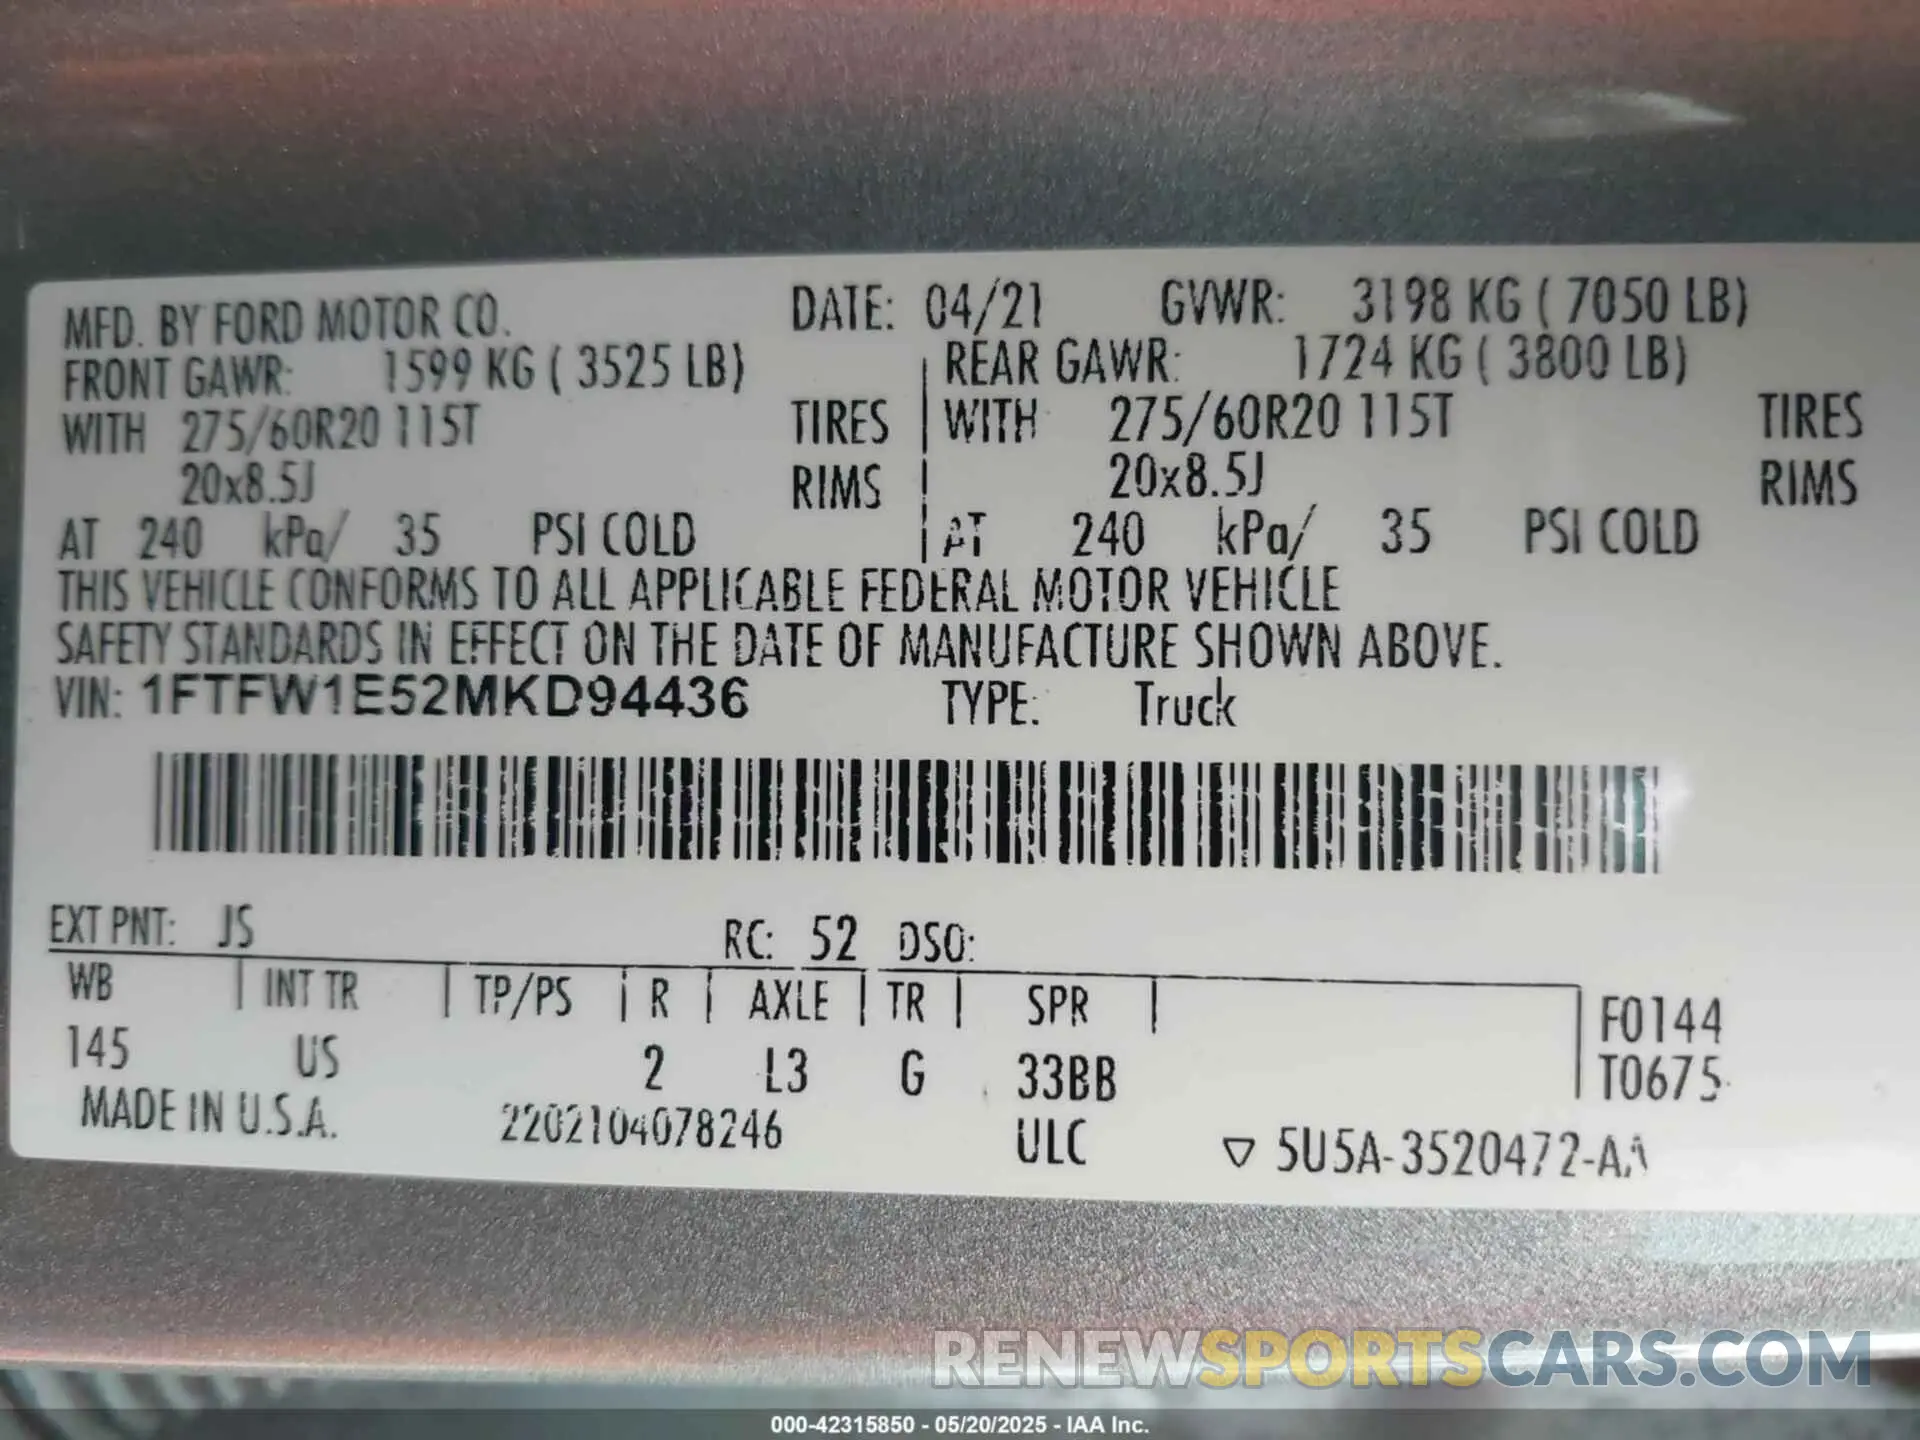 MFD. BY FORD MOTOR CO. DATE: 04/21 GVWR: 3198 KG ( 7050 LB)
FRONT GAWR: 1599 KG ( 3525 LB) REAR GAWR: 1724 KG ( 3800 LB)
WITH 275/60R20 115T TIRES WITH 275/60R20 115T TIRES
20x8.5J RIMS 20x8.5J RIMS
AT 240 kPa/ 35 PSI COLD AT 240 kPa/ 35 PSI COLD
THIS VEHICLE CONFORMS TO ALL APPLICABLE FEDERAL MOTOR VEHICLE
SAFETY STANDARDS IN EFFECT ON THE DATE OF MANUFACTURE SHOWN ABOVE.
VIN: 1FTFW1E52MKD94436 TYPE: Truck
EXT PNT: JS RC: 52 DSO:
WB INT TR TP/PS R AXLE TR SPR F0144
145 US 2 L3 G 33BB T0675
MADE IN U.S.A. 2202104078246 ULC ▽ 5U5A-3520472-AA
RENEWSPORTSCARS.COM
000-42315850 - 05/20/2025 - IAA Inc.